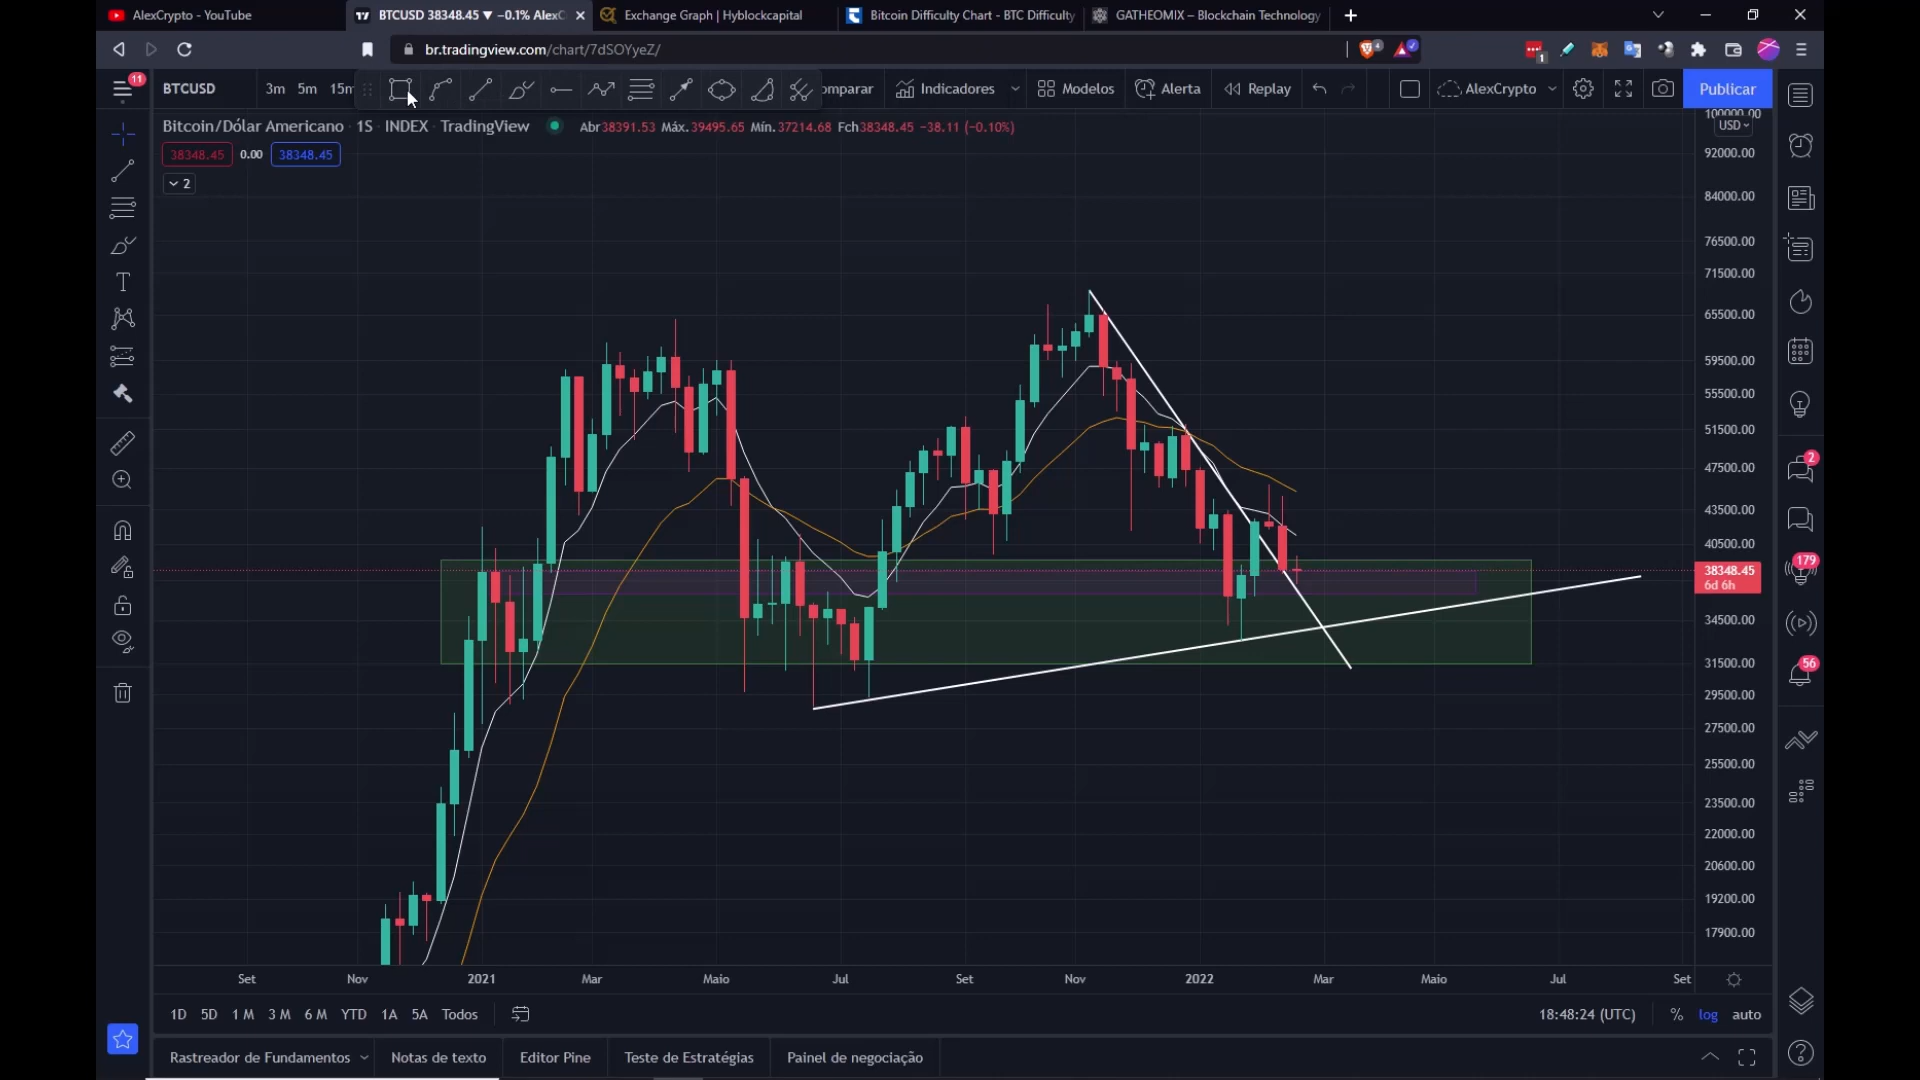 AlexCrypto - YouTube
BTCUSD 38348.45 ▼ −0.1% AlexC
Exchange Graph | Hyblockcapital
Bitcoin Difficulty Chart - BTC Difficulty
GATHEOMIX – Blockchain Technology
br.tradingview.com/chart/7dSOYyeZ/
4
1
11
BTCUSD
3m 5m 15m
omparar
Indicadores
Modelos
Alerta
Replay
AlexCrypto
Publicar
Bitcoin/Dólar Americano · 1S · INDEX · TradingView
Abr38391.53 Máx.39495.65 Mín.37214.68 Fch38348.45 −38.11 (−0.10%)
38348.45 0.00 38348.45
2
100000.00
USD
92000.00
84000.00
76500.00
71500.00
65500.00
59500.00
55500.00
51500.00
47500.00
43500.00
40500.00
38348.45
6d 6h
34500.00
31500.00
29500.00
27500.00
25500.00
23500.00
22000.00
20600.00
19200.00
17900.00
2
179
56
Set Nov 2021 Mar Maio Jul Set Nov 2022 Mar Maio Jul Set
1D 5D 1 M 3 M 6 M YTD 1A 5A Todos
18:48:24 (UTC) % log auto
Rastreador de Fundamentos
Notas de texto
Editor Pine
Teste de Estratégias
Painel de negociação